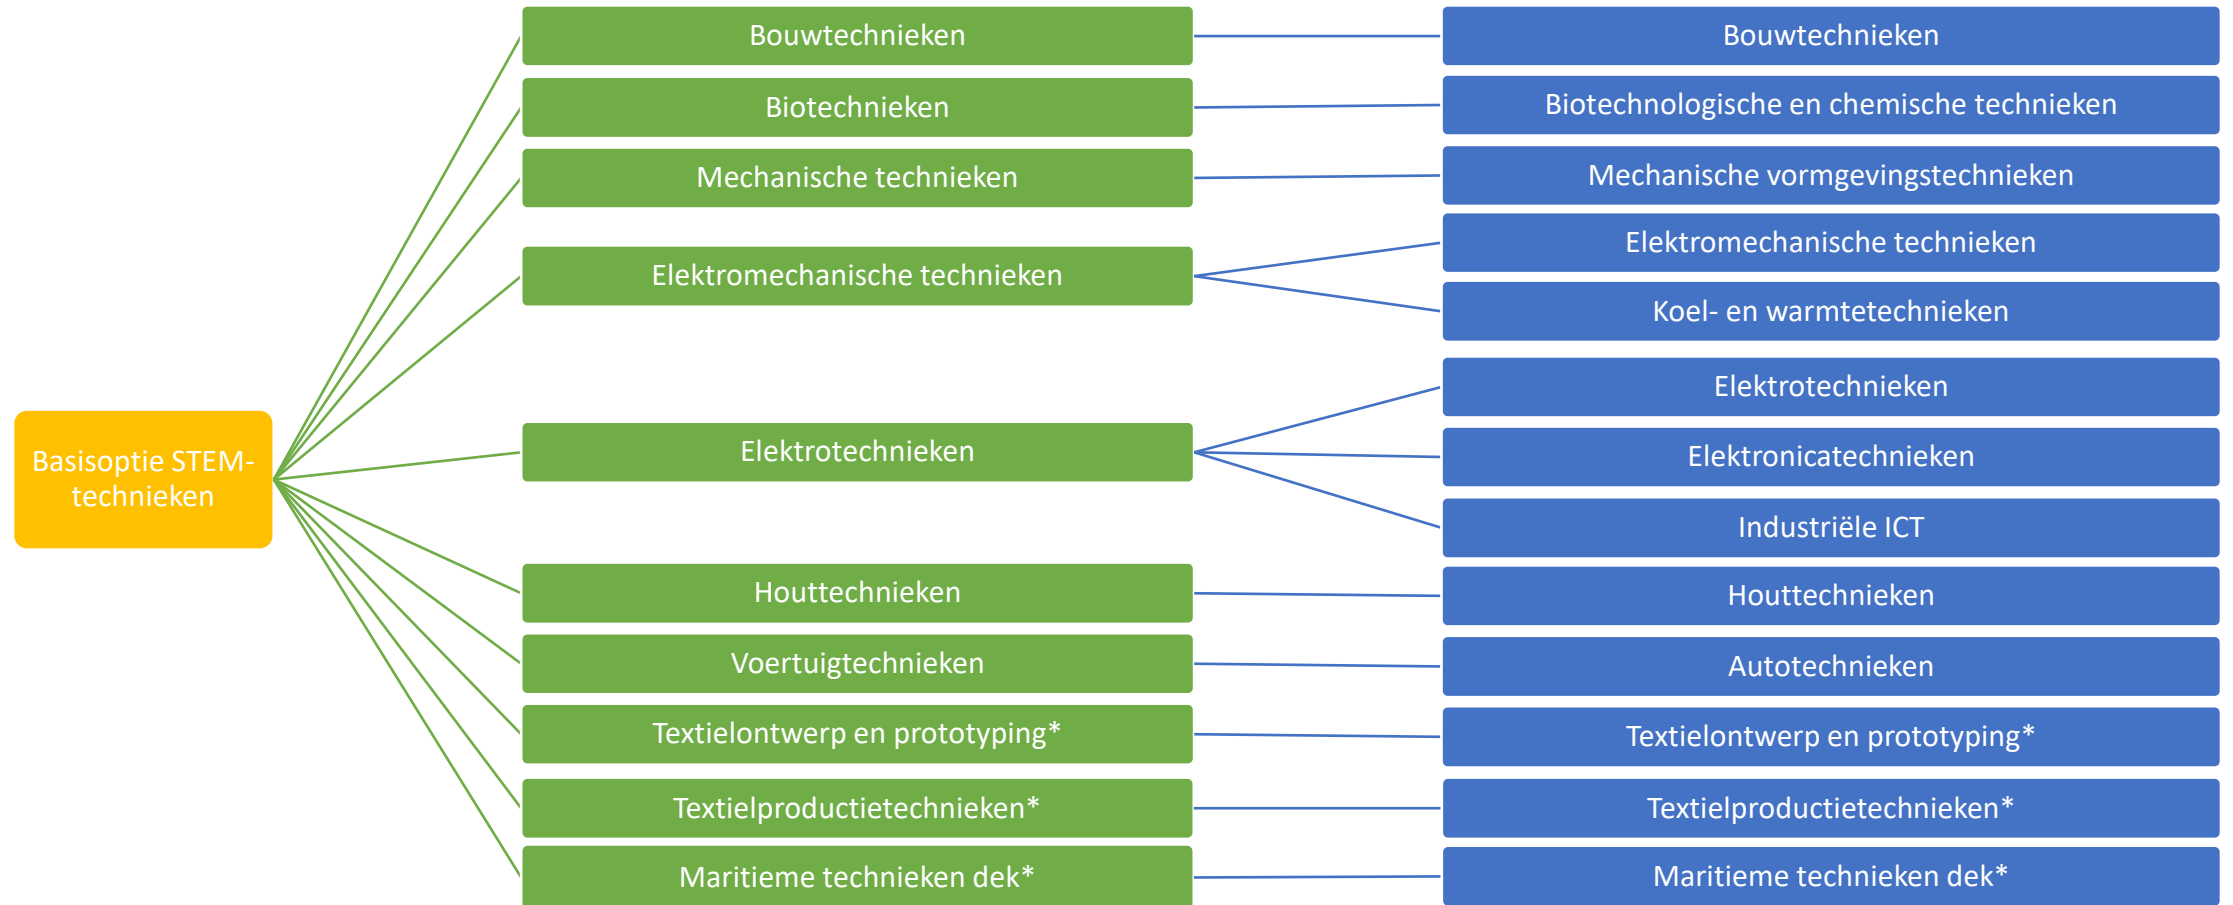 Basisoptie STEM-
technieken
Bouwtechnieken
Biotechnieken
Mechanische technieken
Elektromechanische technieken
Elektrotechnieken
Houttechnieken
Voertuigtechnieken
Textielontwerp en prototyping*
Textielproductietechnieken*
Maritieme technieken dek*
Bouwtechnieken
Biotechnologische en chemische technieken
Mechanische vormgevingstechnieken
Elektromechanische technieken
Koel- en warmtetechnieken
Elektrotechnieken
Elektronicatechnieken
Industriële ICT
Houttechnieken
Autotechnieken
Textielontwerp en prototyping*
Textielproductietechnieken*
Maritieme technieken dek*